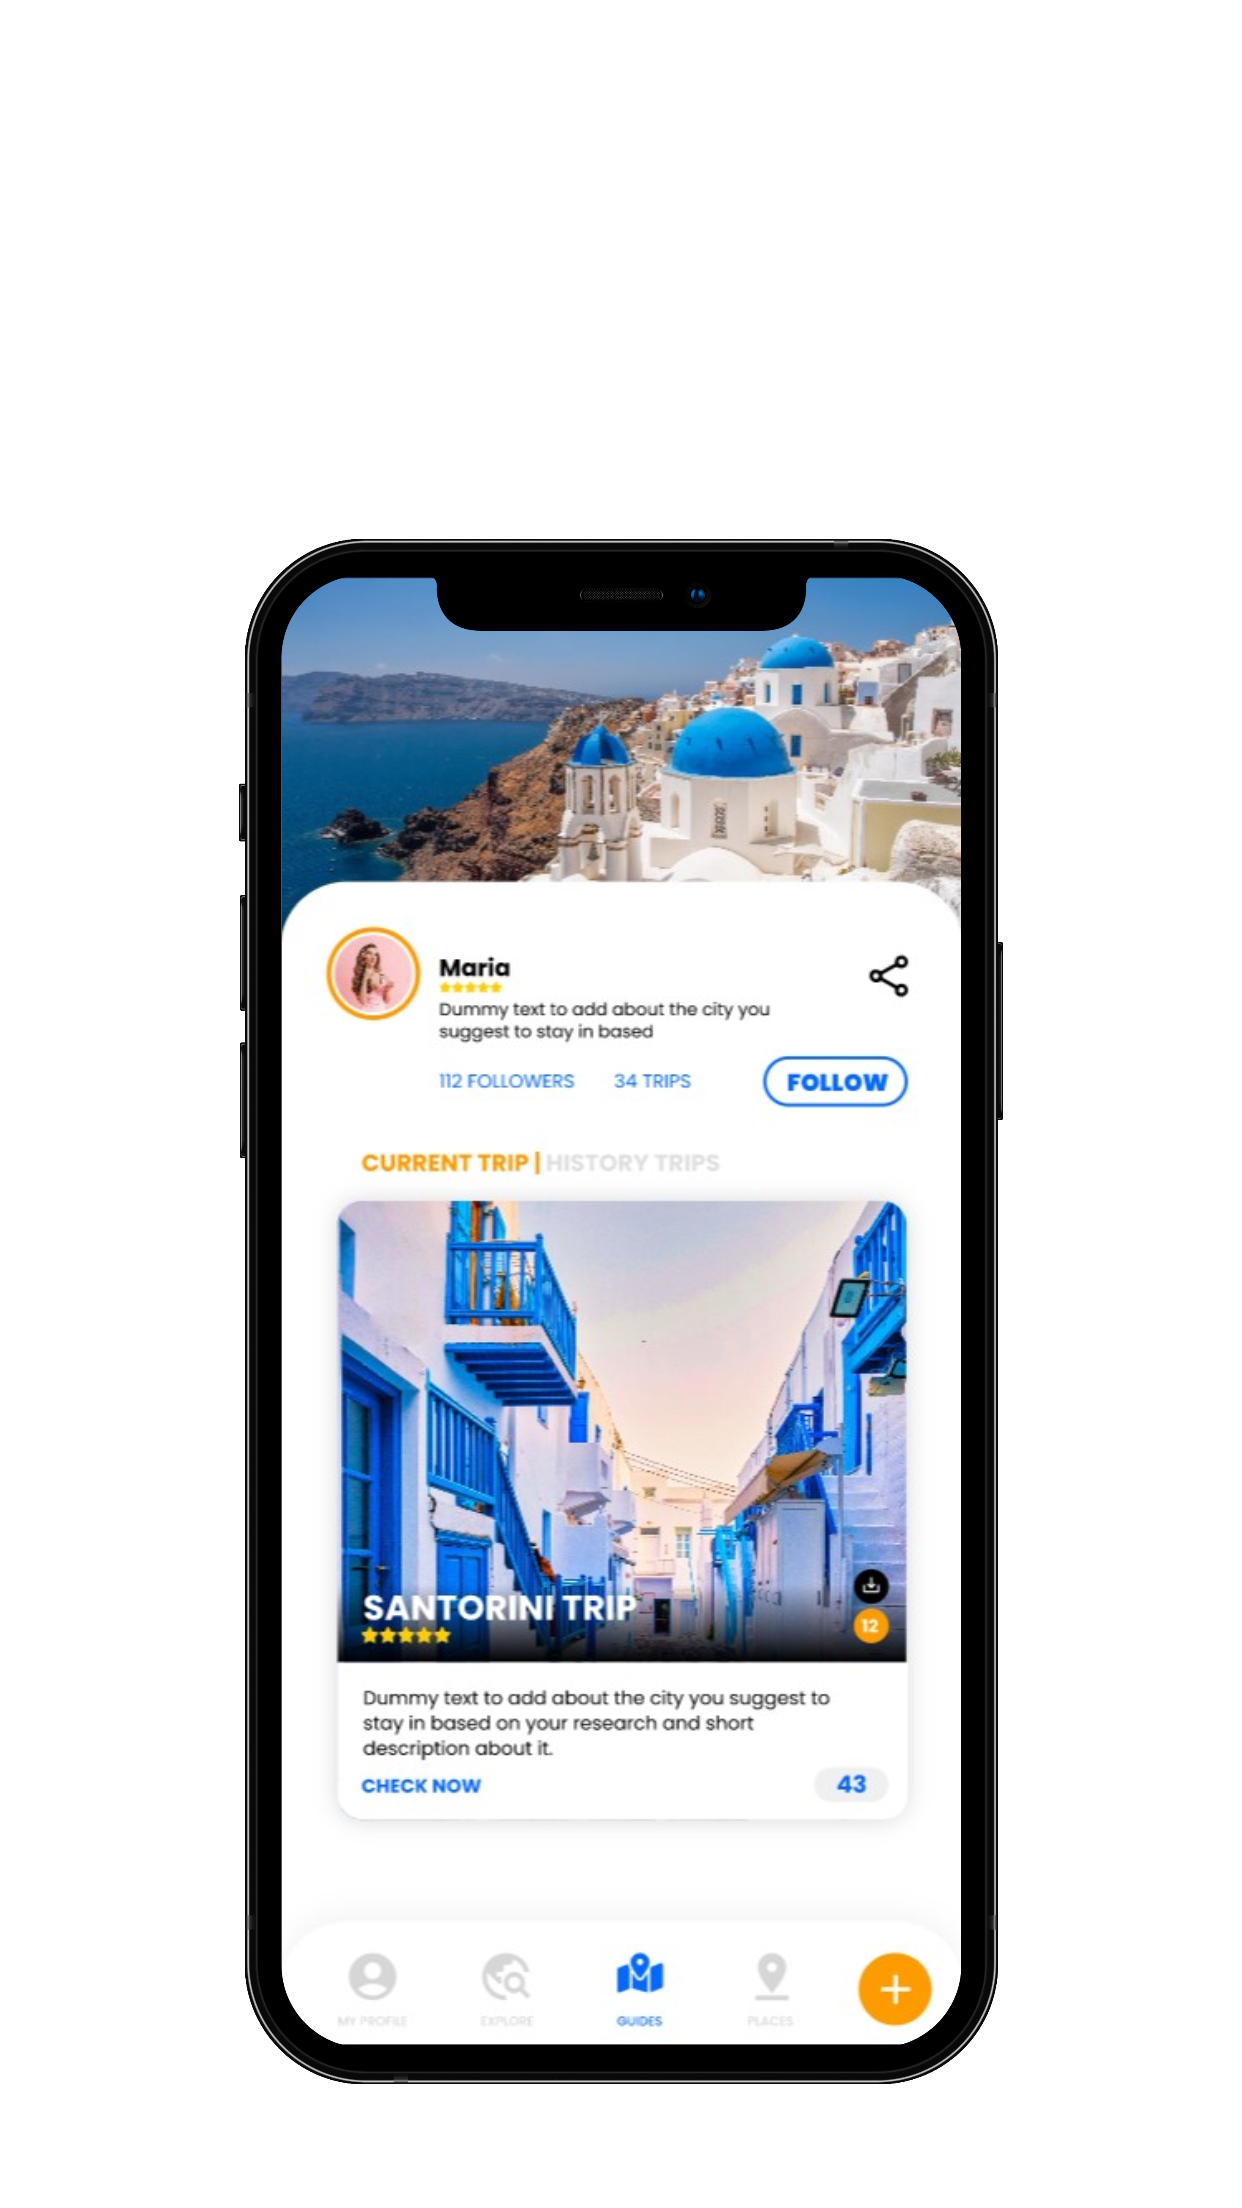 Maria
Dummy text to add about the city you
suggest to stay in based
112 FOLLOWERS 34 TRIPS FOLLOW
CURRENT TRIP | HISTORY TRIPS
SANTORINI TRIP
12
Dummy text to add about the city you suggest to
stay in based on your research and short
description about it.
CHECK NOW 43
MY PROFILE EXPLORE GUIDES PLACES